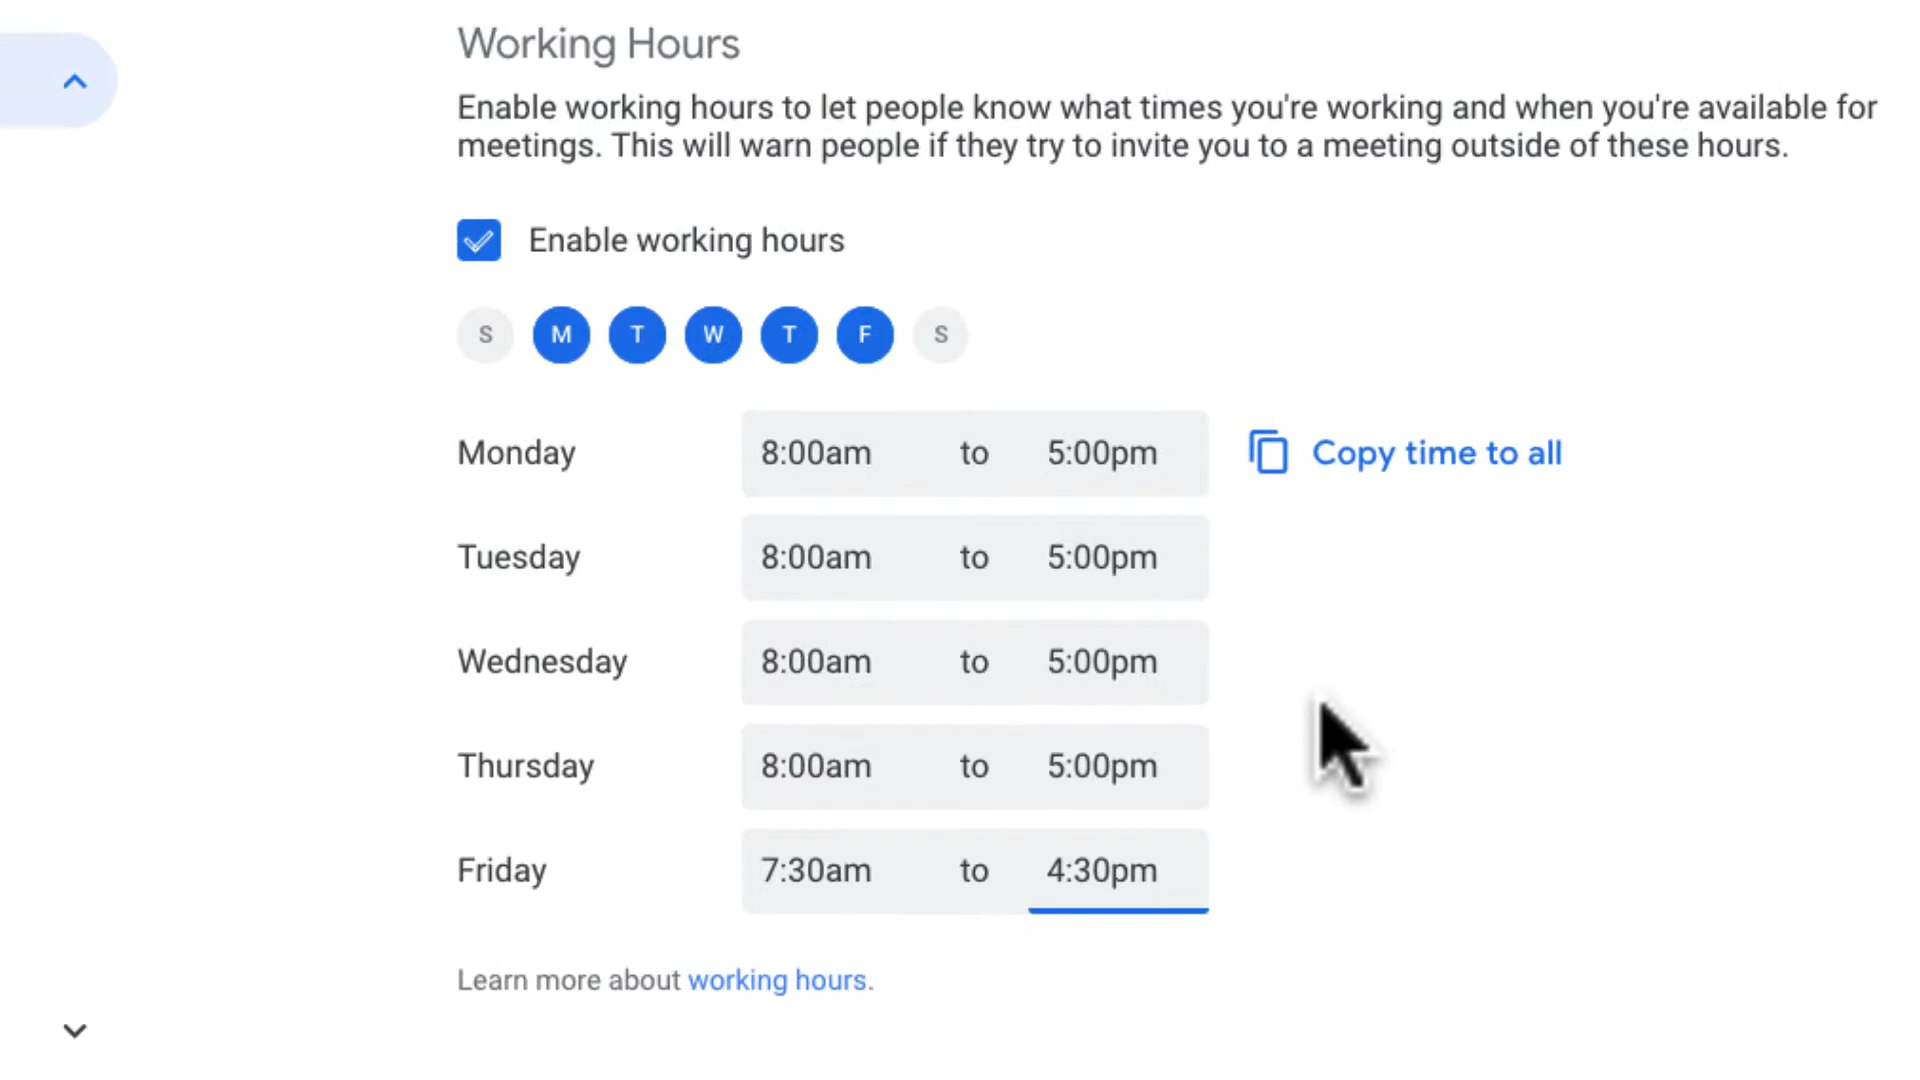 Working Hours
Enable working hours to let people know what times you're working and when you're available for
meetings. This will warn people if they try to invite you to a meeting outside of these hours.
Enable working hours
S M T W T F S
Monday 8:00am to 5:00pm Copy time to all
Tuesday 8:00am to 5:00pm
Wednesday 8:00am to 5:00pm
Thursday 8:00am to 5:00pm
Friday 7:30am to 4:30pm
Learn more about working hours.